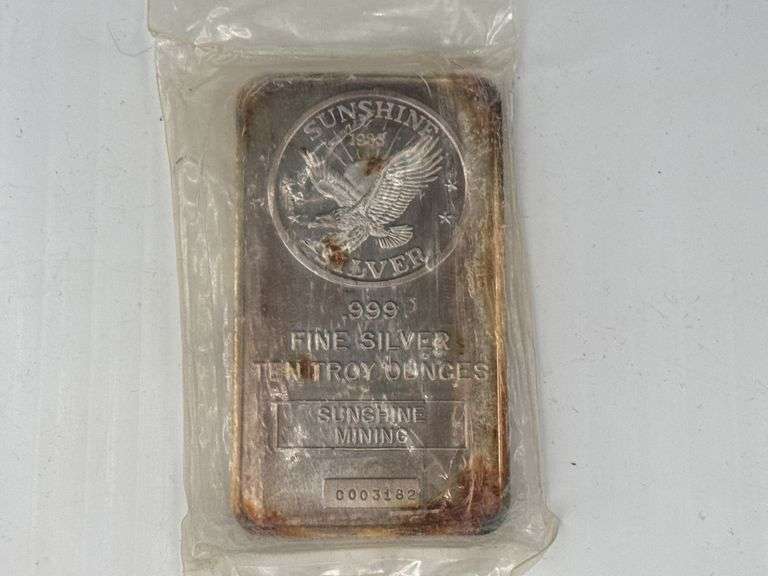 SUNSHINE
SILVER
.999
FINE SILVER
TEN TROY OUNCES
SUNSHINE
MINING
0003182